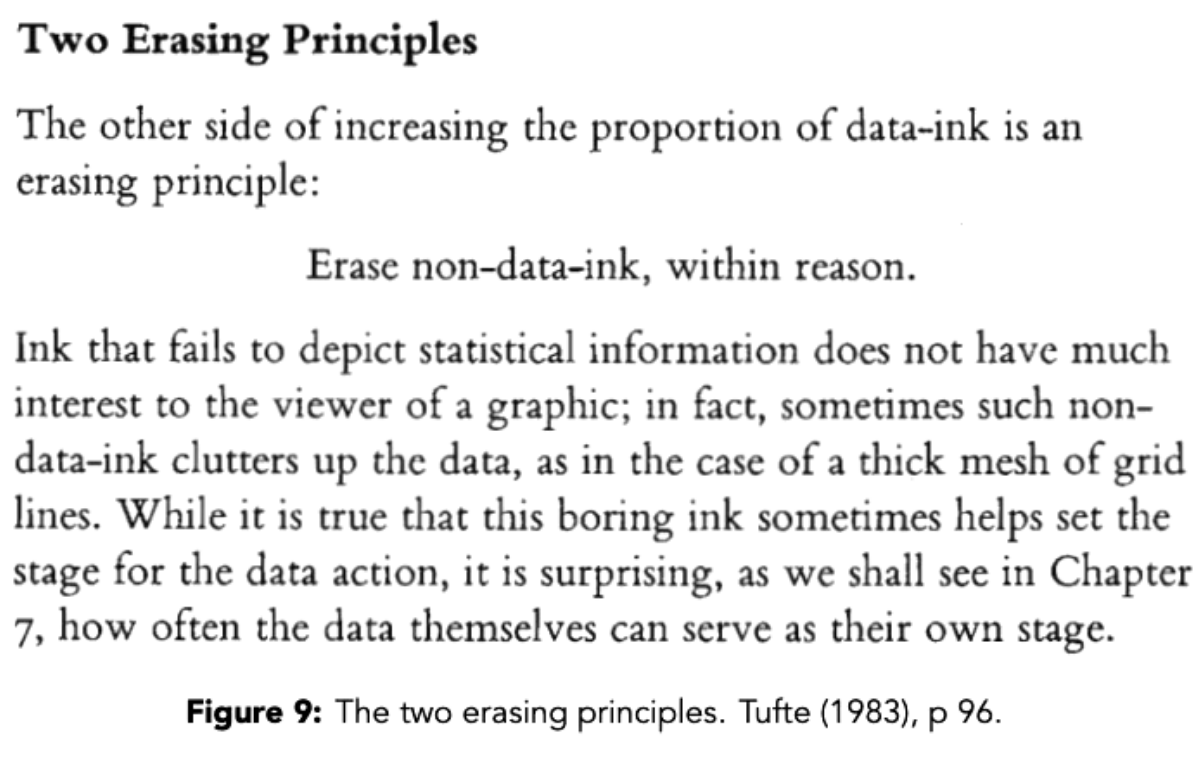 Two Erasing Principles
The other side of increasing the proportion of data-ink is an
erasing principle:
Erase non-data-ink, within reason.
Ink that fails to depict statistical information does not have much
interest to the viewer of a graphic; in fact, sometimes such non-
data-ink clutters up the data, as in the case of a thick mesh of grid
lines. While it is true that this boring ink sometimes helps set the
stage for the data action, it is surprising, as we shall see in Chapter
7, how often the data themselves can serve as their own stage.
Figure 9: The two erasing principles. Tufte (1983), p 96.